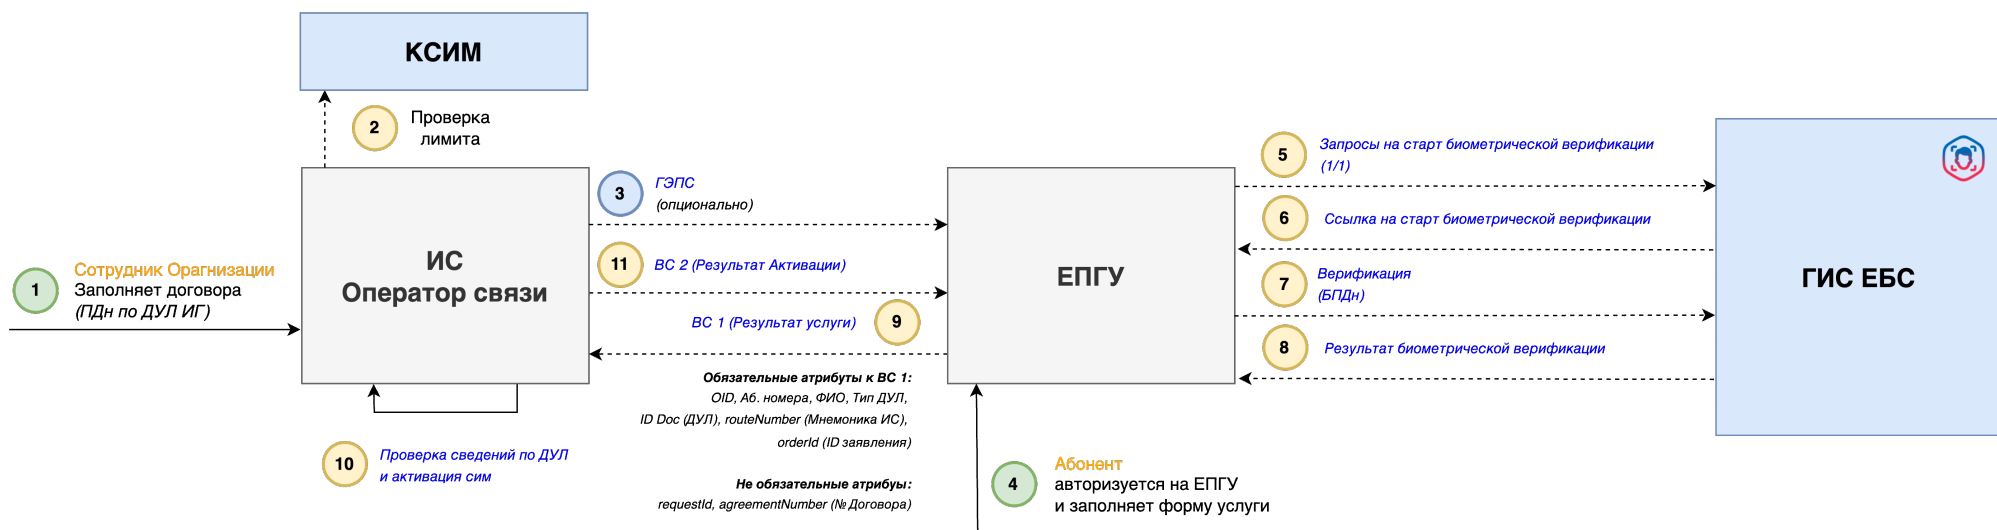 КСИМ
2
Проверка
лимита
1
Сотрудник Орагнизации
Заполняет договора
(ПДн по ДУЛ ИГ)
ИС
Оператор связи
3
ГЭПС
(опционально)
11
ВС 2 (Результат Активации)
ВС 1 (Результат услуги)
9
Обязательные атрибуты к ВС 1:
OID, Аб. номера, ФИО, Тип ДУЛ,
ID Doc (ДУЛ), routeNumber (Мнемоника ИС),
orderId (ID заявления)
Не обязательные атрибуы:
requestId, agreementNumber (№ Договора)
10
Проверка сведений по ДУЛ
и активация сим
ЕПГУ
4
Абонент
авторизуется на ЕПГУ
и заполняет форму услуги
5
Запросы на старт биометрической верификации
(1/1)
6
Ссылка на старт биометрической верификации
7
Верификация
(БПДн)
8
Результат биометрической верификации
ГИС ЕБС